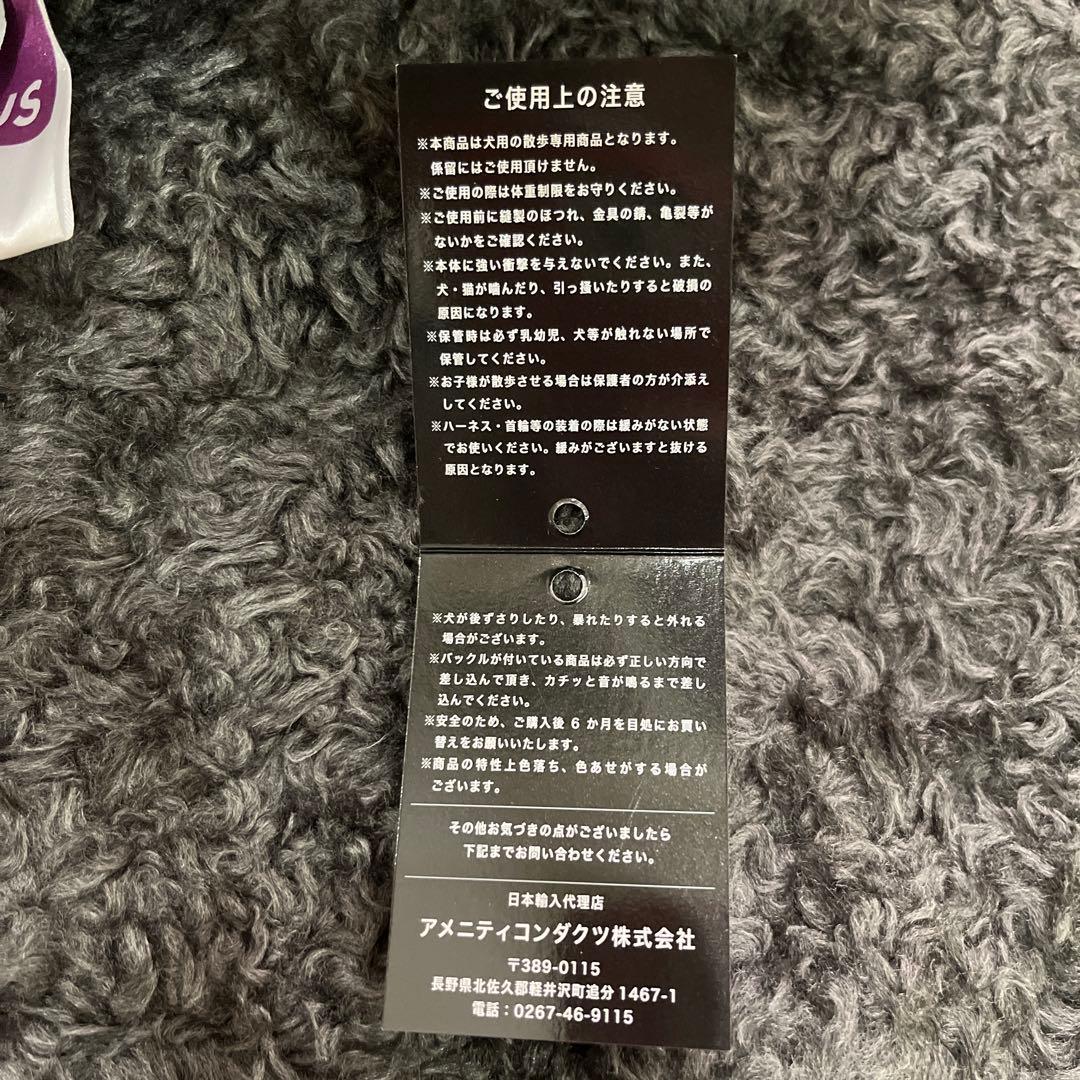 us
ご使用上の注意
※本商品は犬用の散歩専用商品となります。
係留にはご使用頂けません。
※ご使用の際は体重制限をお守りください。
※ご使用前に縫製のほつれ、金具の錆、亀裂等が
ないかをご確認ください。
※本体に強い衝撃を与えないでください。また、
犬・猫が噛んだり、引っ掻いたりすると破損の
原因になります。
※保管時は必ず乳幼児、犬等が触れない場所で
保管してください。
※お子様が散歩させる場合は保護者の方が介添え
してください。
※ハーネス・首輪等の装着の際は緩みがない状態
でお使いください。緩みがございますと抜ける
原因となります。
※犬が後ずさりしたり、暴れたりすると外れる
場合がございます。
※バックルが付いている商品は必ず正しい方向で
差し込んで頂き、カチッと音が鳴るまで差し
込んでください。
※安全のため、ご購入後 6 か月を目処にお買い
替えをお願いいたします。
※商品の特性上色落ち、色あせがする場合が
ございます。
その他お気づきの点がございましたら
下記までお問い合わせください。
日本輸入代理店
アメニティコンダクツ株式会社
〒389-0115
長野県北佐久郡軽井沢町追分 1467-1
電話：0267-46-9115